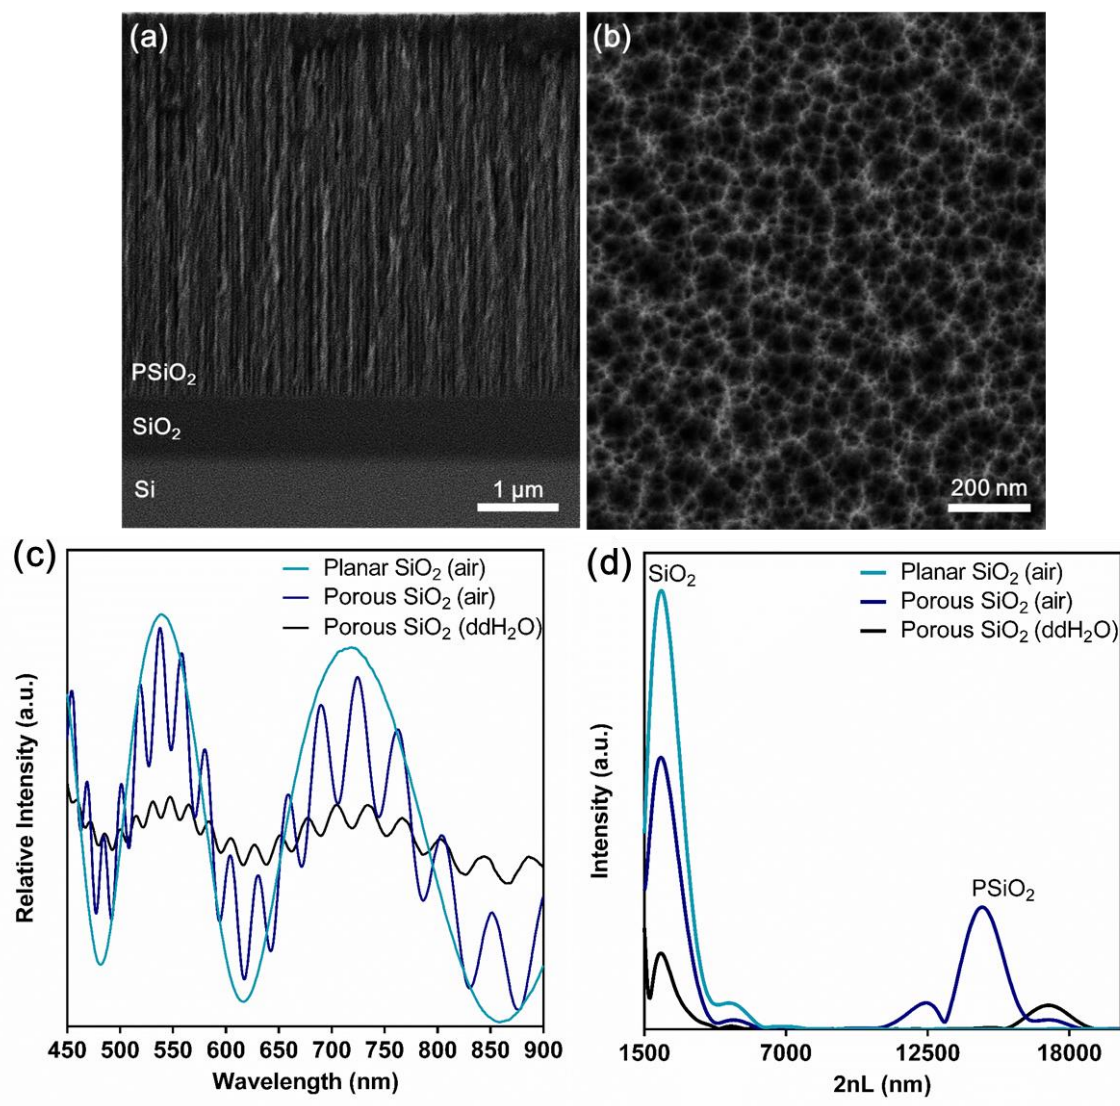 (a)
PSiO₂
SiO₂
Si
1 μm
(b)
200 nm
(c)
Planar SiO₂ (air)
Porous SiO₂ (air)
Porous SiO₂ (ddH₂O)
Relative Intensity (a.u.)
450 500 550 600 650 700 750 800 850 900
Wavelength (nm)
(d)
SiO₂
Planar SiO₂ (air)
Porous SiO₂ (air)
Porous SiO₂ (ddH₂O)
PSiO₂
Intensity (a.u.)
1500 7000 12500 18000
2nL (nm)